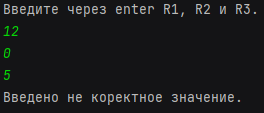 Введите через enter R1, R2 и R3.
12
0
5
Введено не коректное значение.